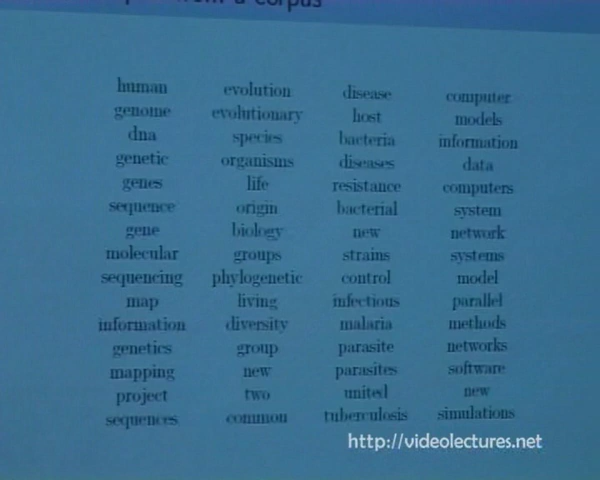 from a corpus
human evolution disease computer
genome evolutionary host models
dna species bacteria information
genetic organisms diseases data
genes life resistance computers
sequence origin bacterial system
gene biology new network
molecular groups strains systems
sequencing phylogenetic control model
map living infectious parallel
information diversity malaria methods
genetics group parasite networks
mapping new parasites software
project two united new
sequences common tuberculosis simulations
http://videolectures.net